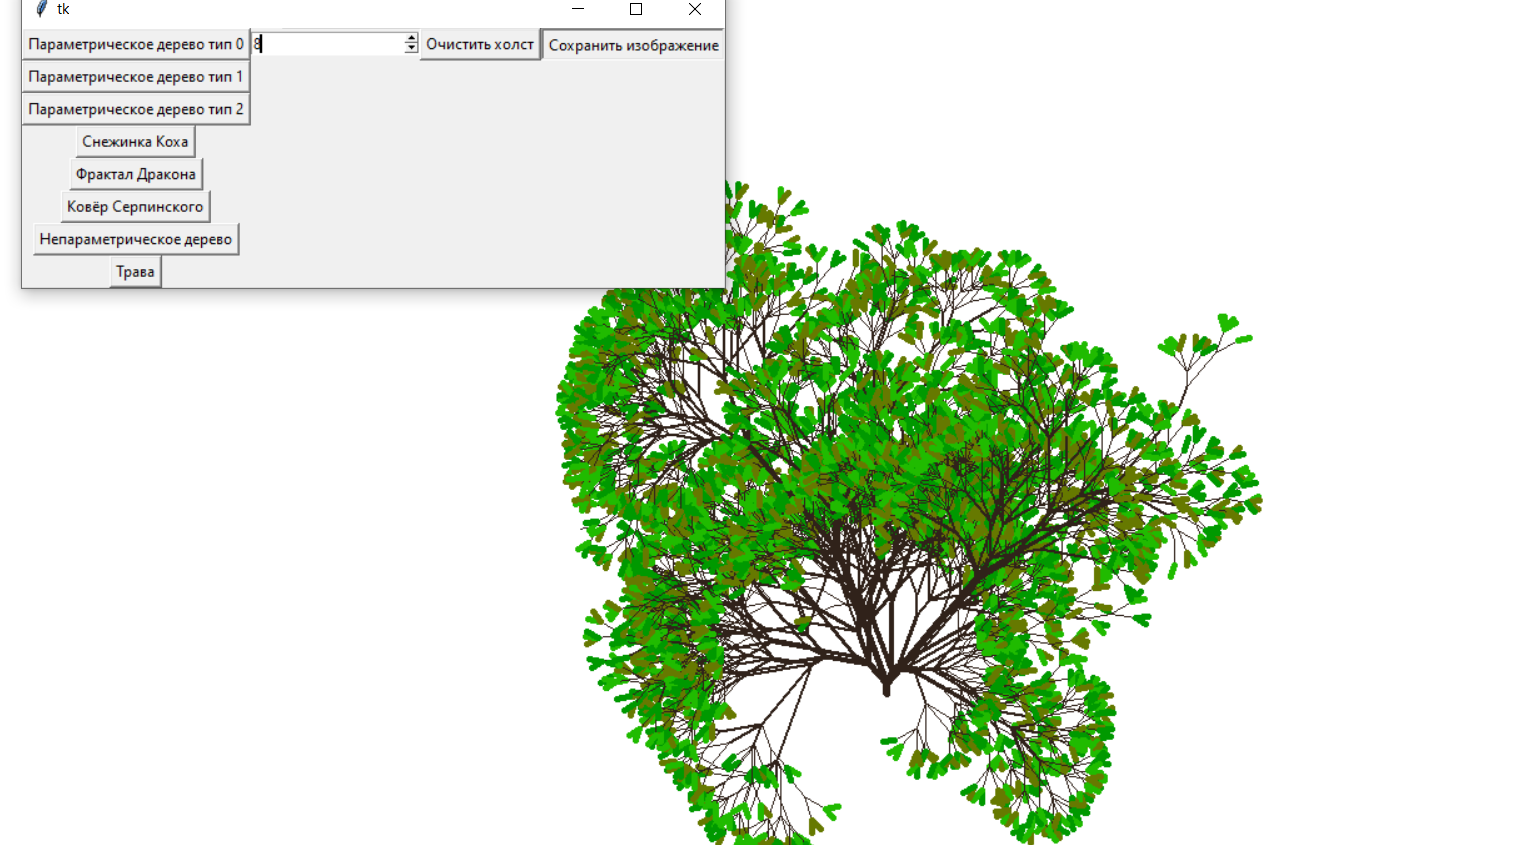 tk
Параметрическое дерево тип 0 8 Очистить холст Сохранить изображение
Параметрическое дерево тип 1
Параметрическое дерево тип 2
Снежинка Коха
Фрактал Дракона
Ковёр Серпинского
Непараметрическое дерево
Трава